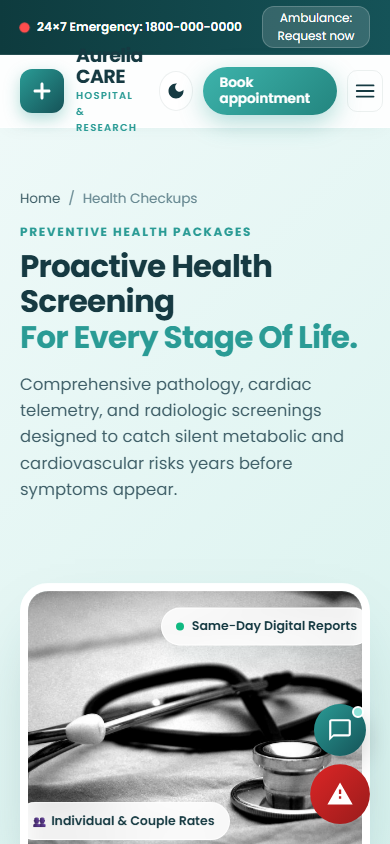 24×7 Emergency: 1800-000-0000
Ambulance:
Request now
Aurelia
CARE
HOSPITAL
&
RESEARCH
Book
appointment
Home / Health Checkups
PREVENTIVE HEALTH PACKAGES
Proactive Health
Screening
For Every Stage Of Life.
Comprehensive pathology, cardiac
telemetry, and radiologic screenings
designed to catch silent metabolic and
cardiovascular risks years before
symptoms appear.
Same-Day Digital Reports
Individual & Couple Rates